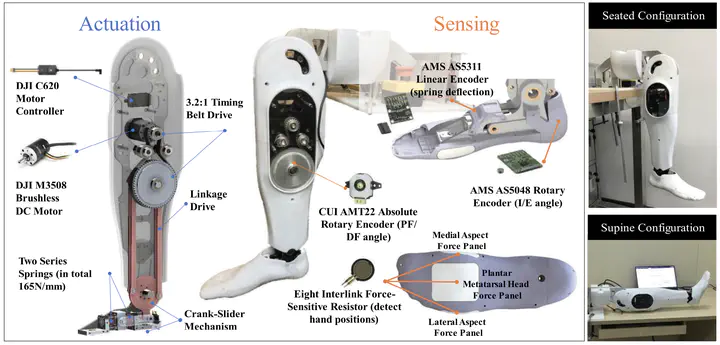 Actuation
DJI C620
Motor
Controller
3.2:1 Timing
Belt Drive
DJI M3508
Brushless
DC Motor
Linkage
Drive
Two Series
Springs (in total
165N/mm)
Crank-Slider
Mechanism
Sensing
AMS AS5311
Linear Encoder
(spring deflection)
AMS AS5048 Rotary
Encoder (I/E angle)
CUI AMT22 Absolute
Rotary Encoder (PF/
DF angle)
Medial Aspect
Force Panel
Plantar
Metatarsal Head
Force Panel
Eight Interlink Force-
Sensitive Resistor (detect
hand positions)
Lateral Aspect
Force Panel
Seated Configuration
Supine Configuration